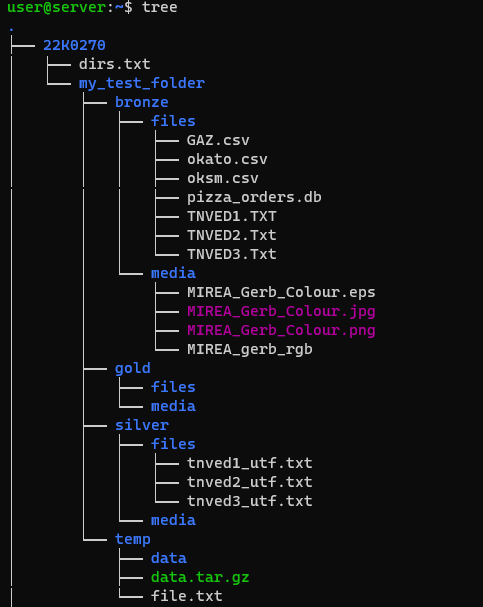 user@server:~$ tree
.
├── 22K0270
│   ├── dirs.txt
│   └── my_test_folder
│       ├── bronze
│       │   ├── files
│       │   │   ├── GAZ.csv
│       │   │   ├── okato.csv
│       │   │   ├── oksm.csv
│       │   │   ├── pizza_orders.db
│       │   │   ├── TNVED1.TXT
│       │   │   ├── TNVED2.Txt
│       │   │   └── TNVED3.Txt
│       │   └── media
│       │       ├── MIREA_Gerb_Colour.eps
│       │       ├── MIREA_Gerb_Colour.jpg
│       │       ├── MIREA_Gerb_Colour.png
│       │       └── MIREA_gerb_rgb
│       ├── gold
│       │   ├── files
│       │   └── media
│       ├── silver
│       │   ├── files
│       │   │   ├── tnved1_utf.txt
│       │   │   ├── tnved2_utf.txt
│       │   │   └── tnved3_utf.txt
│       │   └── media
│       └── temp
│           ├── data
│           ├── data.tar.gz
│           └── file.txt